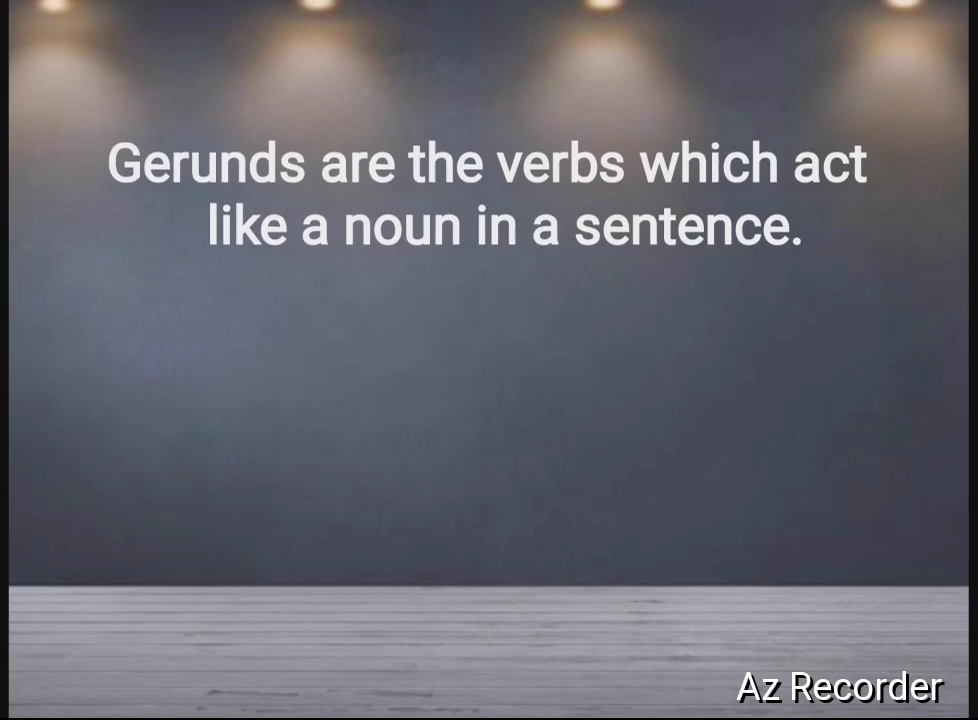 Gerunds are the verbs which act
like a noun in a sentence.
Az Recorder